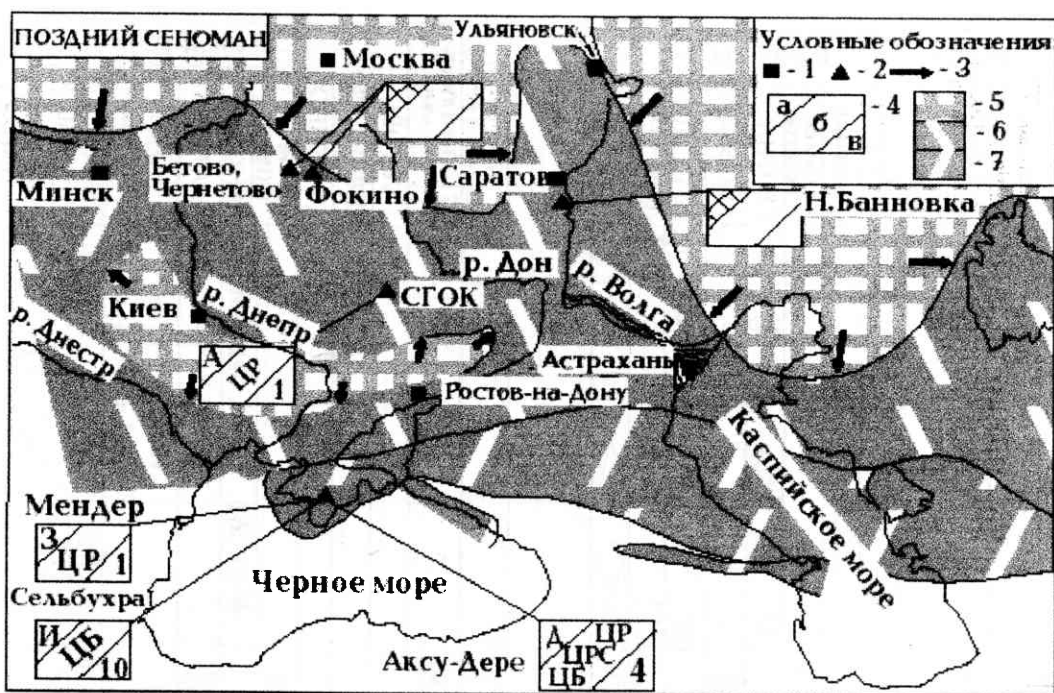 ПОЗДНИЙ СЕНОМАН
Ульяновск
Москва
Условные обозначения
- 1 - 2 - 3
а б в - 4
- 5
- 6
- 7
Минск
Бетово,
Чернетово
Фокино
Саратов
Н.Банновка
р. Дон
СГОК
р. Волга
Киев
р. Днепр
р. Днестр
А ЦР 1
Астрахань
Ростов-на-Дону
Каспийское море
Мендер
З ЦР 1
Черное море
Сельбухра
И ЦБ 10
Аксу-Дере
Д ЦР
ЦРС
ЦБ 4